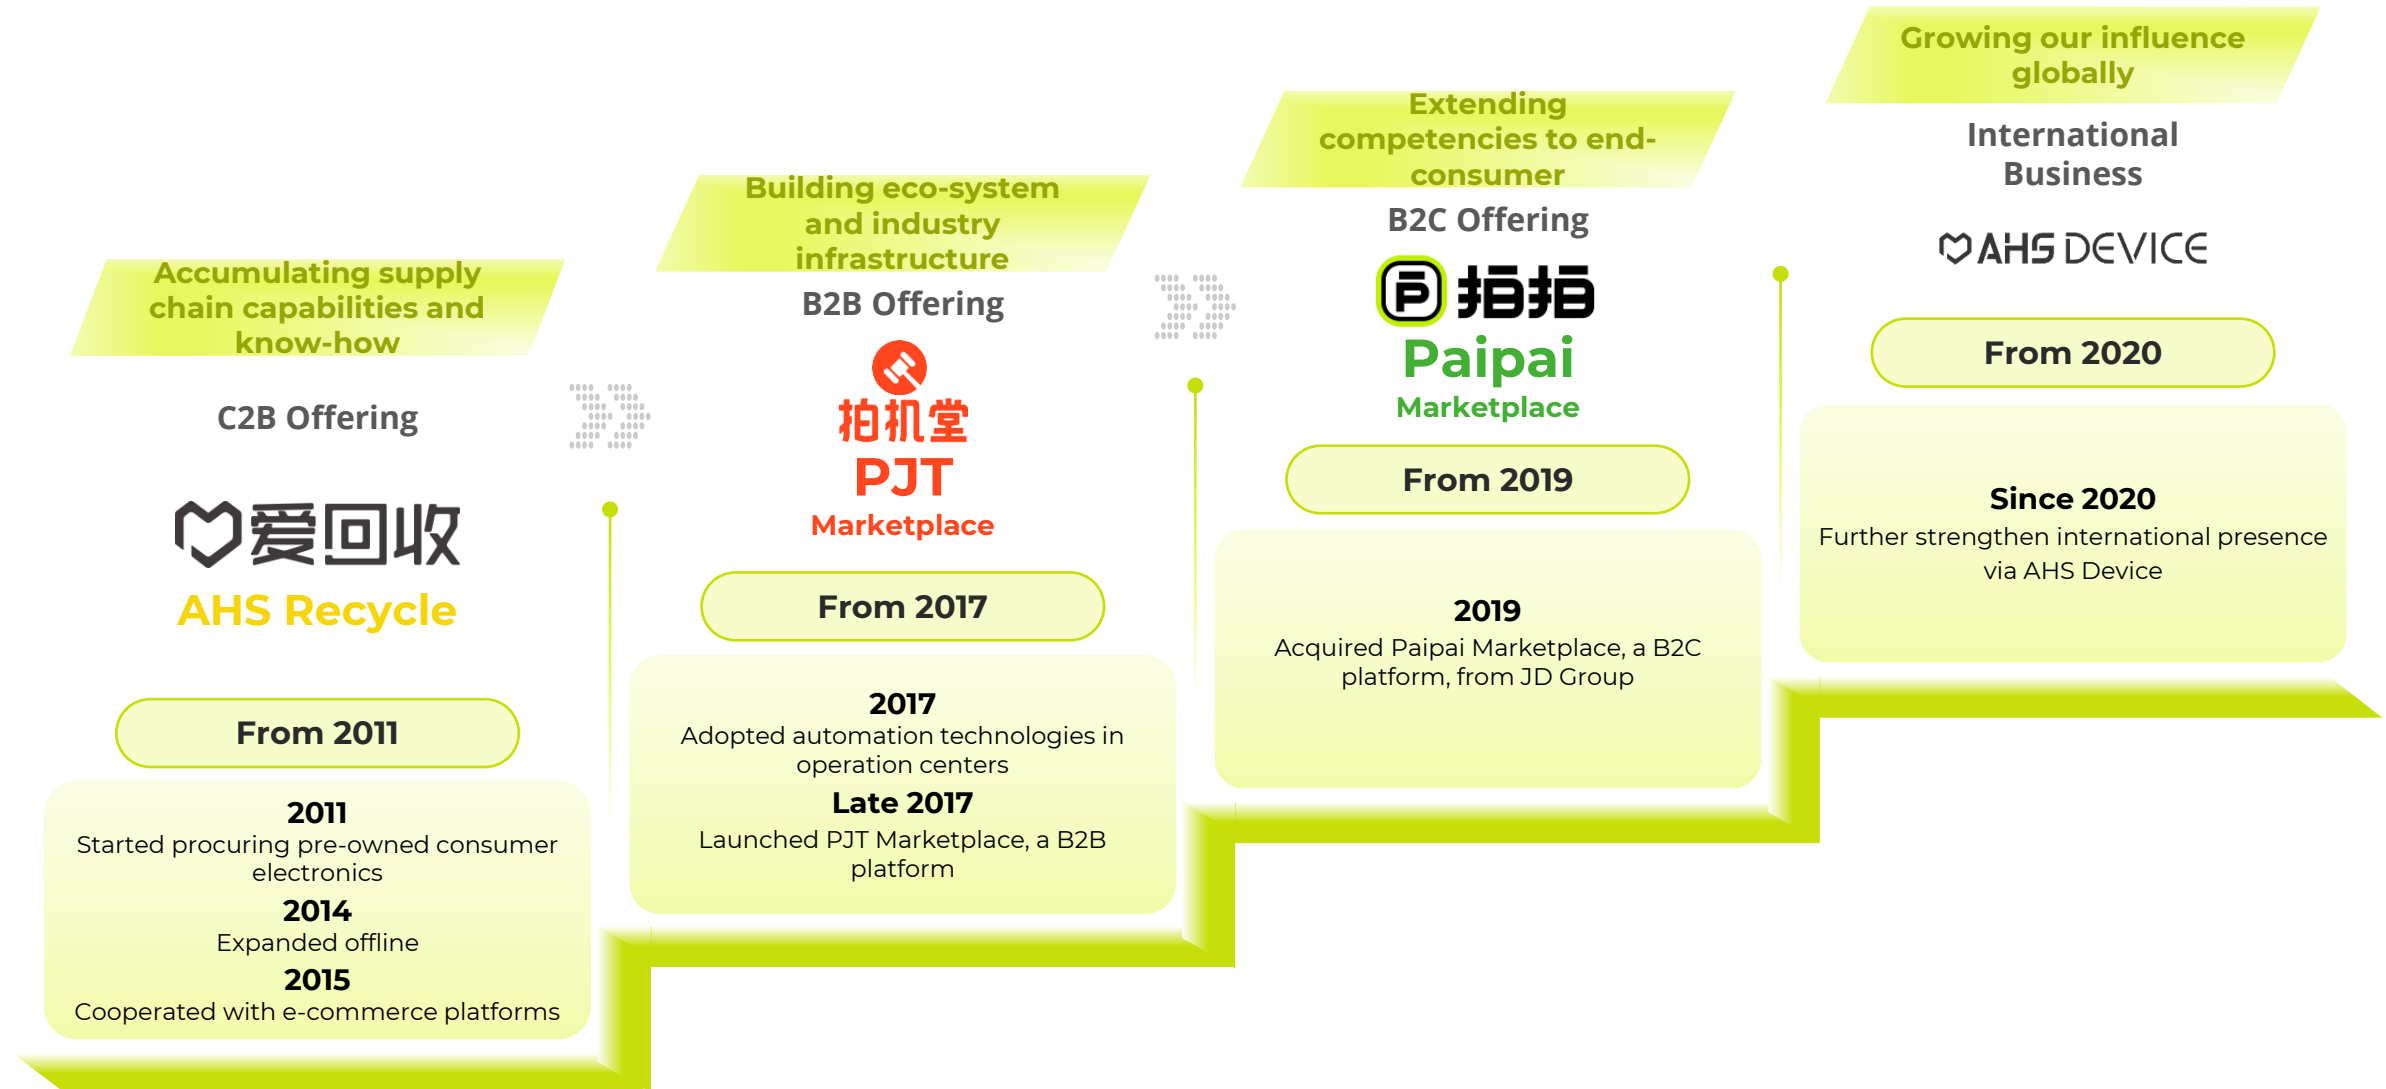 Accumulating supply
chain capabilities and
know-how
C2B Offering
爱回收
AHS Recycle
From 2011
2011
Started procuring pre-owned consumer
electronics
2014
Expanded offline
2015
Cooperated with e-commerce platforms
Building eco-system
and industry
infrastructure
B2B Offering
拍机堂
PJT
Marketplace
From 2017
2017
Adopted automation technologies in
operation centers
Late 2017
Launched PJT Marketplace, a B2B
platform
Extending
competencies to end-
consumer
B2C Offering
P 拍拍
Paipai
Marketplace
From 2019
2019
Acquired Paipai Marketplace, a B2C
platform, from JD Group
Growing our influence
globally
International
Business
AHS DEVICE
From 2020
Since 2020
Further strengthen international presence
via AHS Device